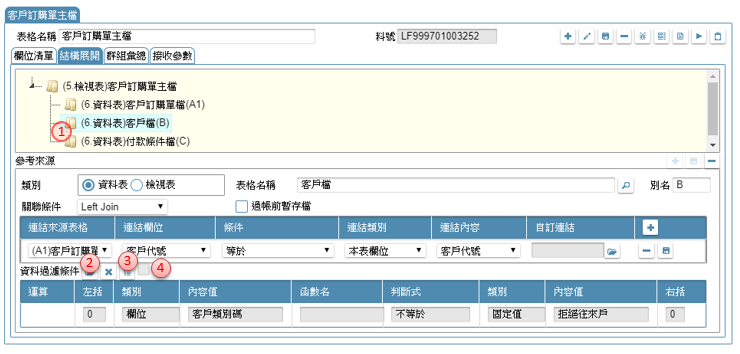 客戶訂購單主檔
表格名稱 客戶訂購單主檔 料號 LF999701003252
欄位清單 結構展開 群組彙總 接收參數
(5.檢視表)客戶訂購單主檔
(6.資料表)客戶訂購單檔(A1)
(6.資料表)客戶檔(B)
1
(6.資料表)付款條件檔(C)
參考來源
類別 資料表 檢視表 表格名稱 客戶檔 別名 B
關聯條件 Left Join 過帳前暫存檔
連結來源表格 連結欄位 條件 連結類別 連結內容 自訂連結
(A1)客戶訂購單 客戶代號 等於 本表欄位 客戶代號
資料過濾條件 2 3 4
運算 左括 類別 內容值 函數名 判斷式 類別 內容值 右括
0 欄位 客戶類別碼 不等於 固定值 拒絕往來戶 0